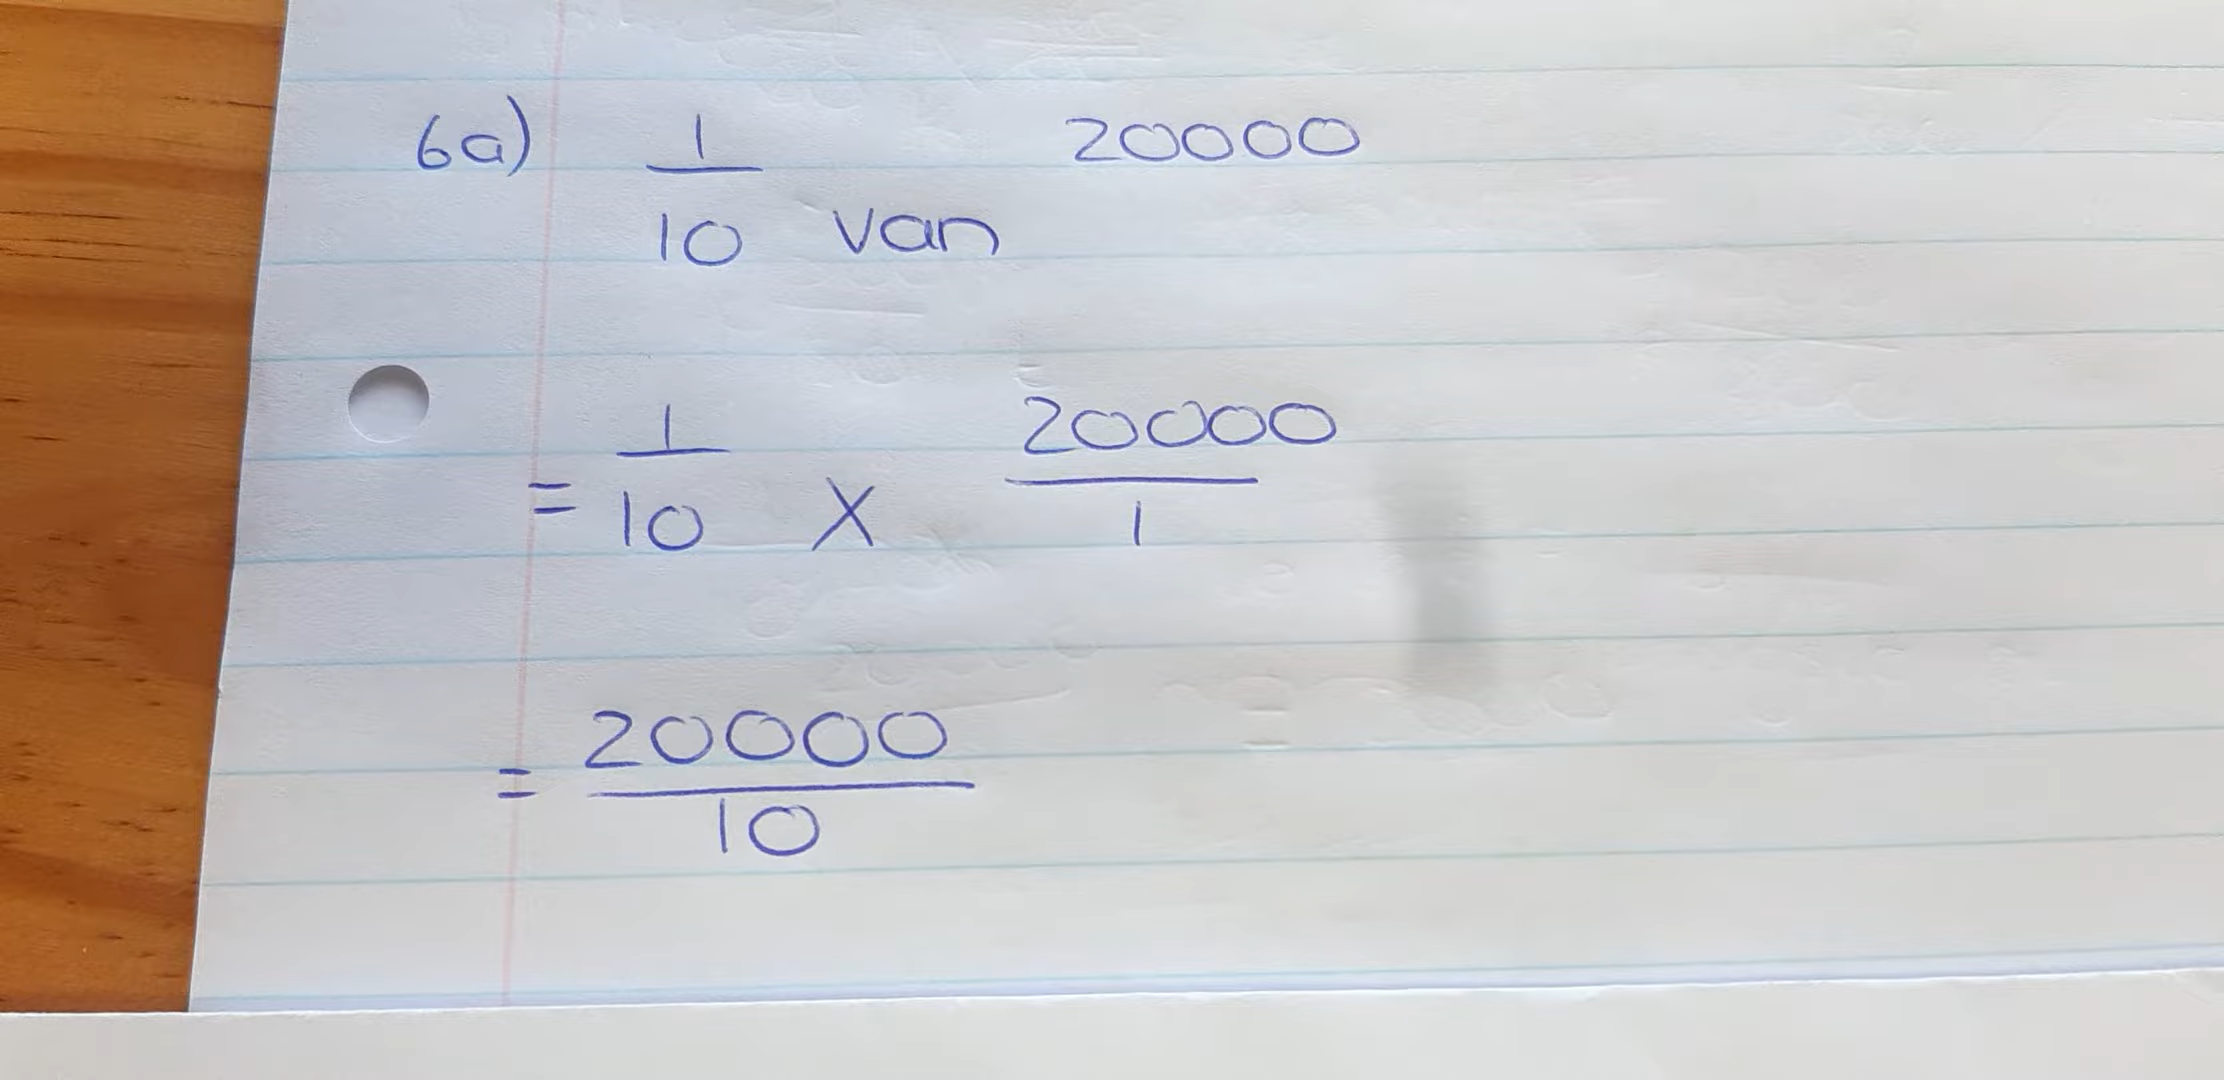 6a) 1/10 van 20000
= 1/10 X 20000/1
= 20000/10